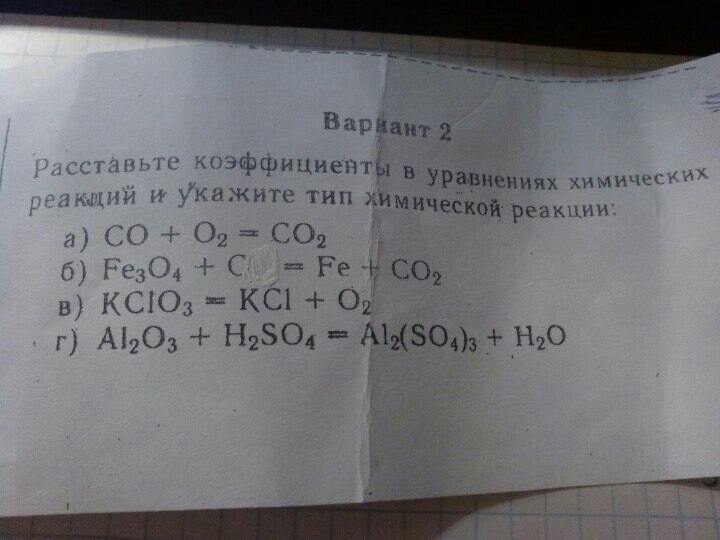 Вариант 2
Расставьте коэффициенты в уравнениях химических
реакций и укажите тип химической реакции:
а) CO + O₂ = CO₂
б) Fe₃O₄ + C = Fe + CO₂
в) KClO₃ = KCl + O₂
г) Al₂O₃ + H₂SO₄ = Al₂(SO₄)₃ + H₂O